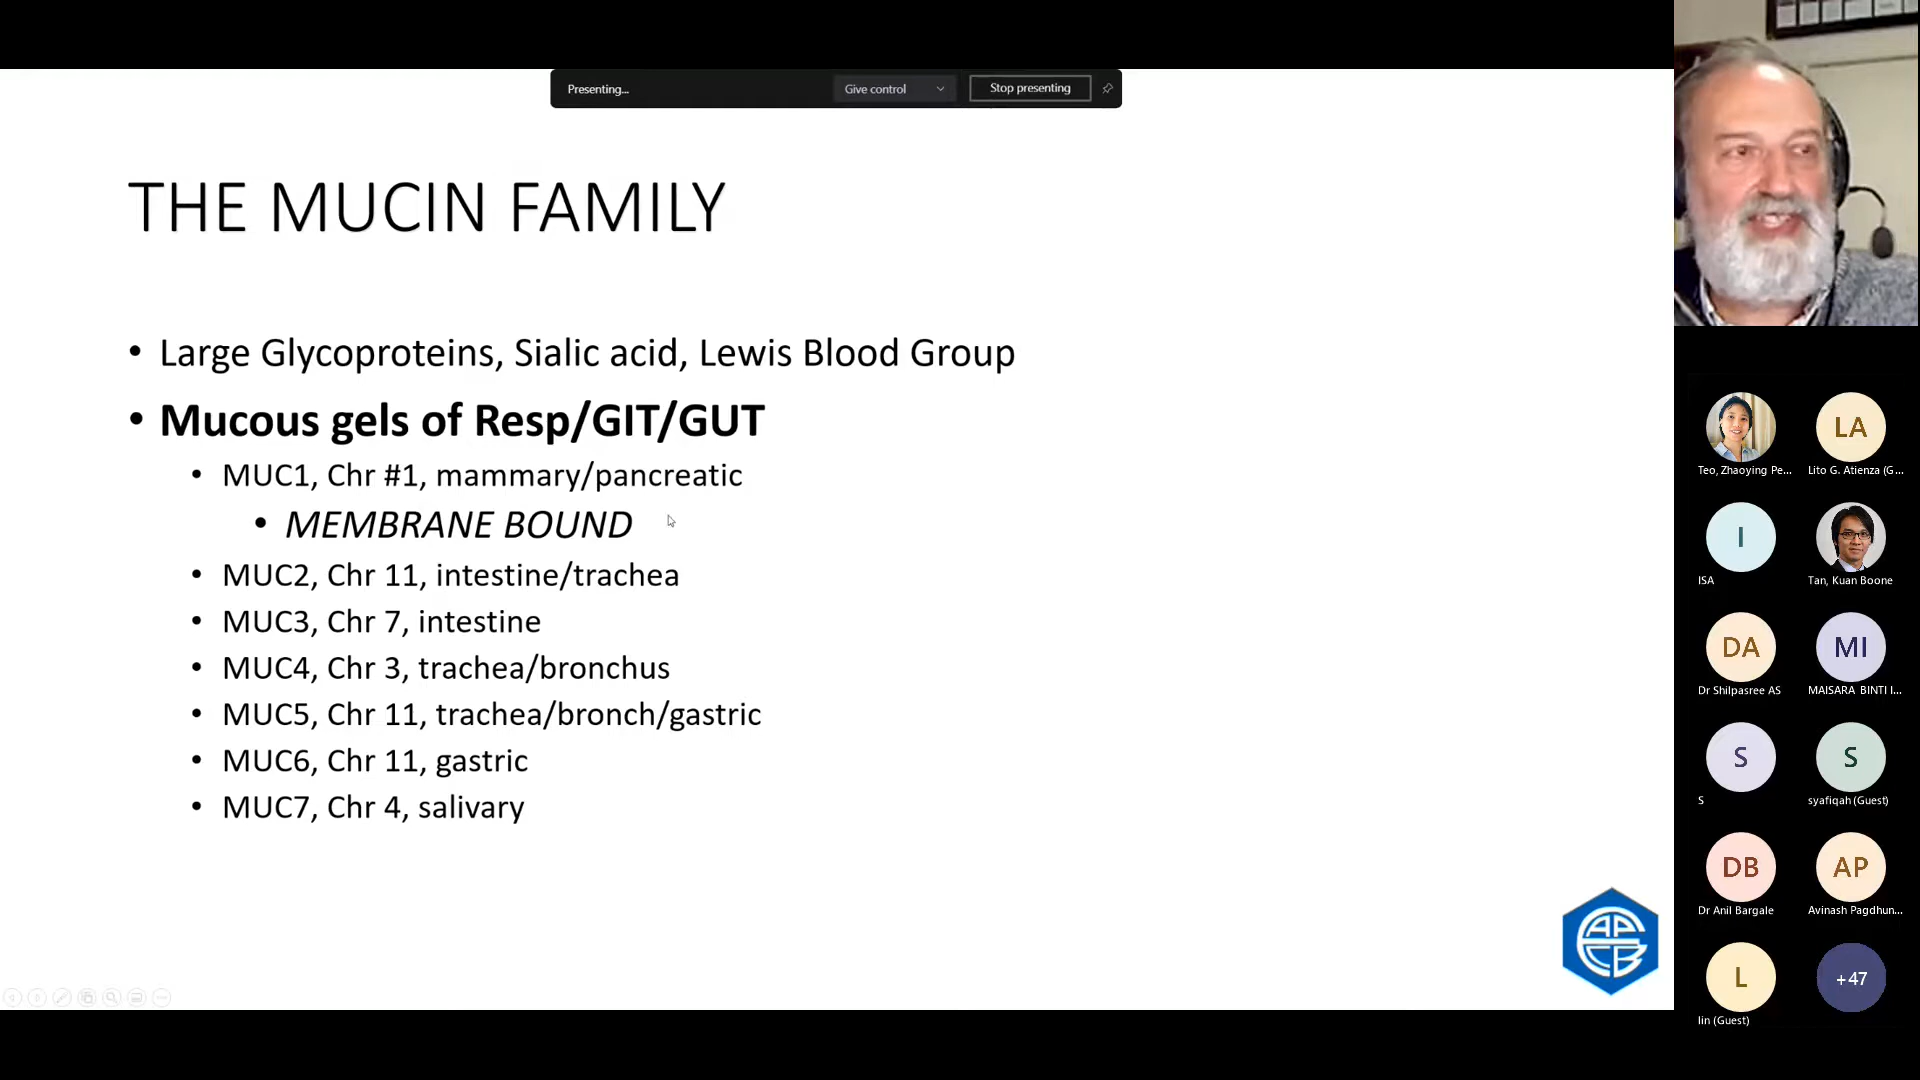 Presenting...
Give control
Stop presenting
THE MUCIN FAMILY
• Large Glycoproteins, Sialic acid, Lewis Blood Group
• Mucous gels of Resp/GIT/GUT
• MUC1, Chr #1, mammary/pancreatic
• MEMBRANE BOUND
• MUC2, Chr 11, intestine/trachea
• MUC3, Chr 7, intestine
• MUC4, Chr 3, trachea/bronchus
• MUC5, Chr 11, trachea/bronch/gastric
• MUC6, Chr 11, gastric
• MUC7, Chr 4, salivary
APFCB
LA
Teo, Zhaoying Pe...
Lito G. Atienza (G...
I
ISA
Tan, Kuan Boone
DA
MI
Dr Shilpasree AS
MAISARA BINTI I...
S
S
S
syafiqah (Guest)
DB
AP
Dr Anil Bargale
Avinash Pagdhun...
L
+47
lin (Guest)